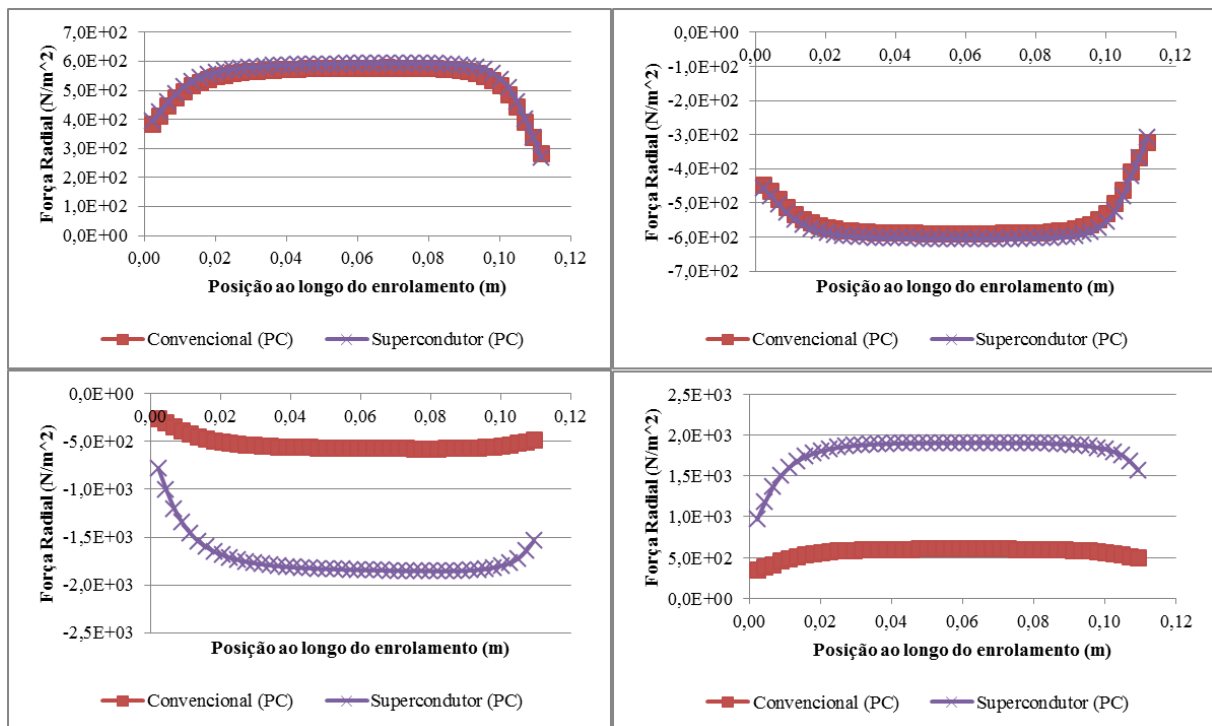 7,0E+02
6,0E+02
5,0E+02
4,0E+02
3,0E+02
2,0E+02
1,0E+02
0,0E+00
Força Radial (N/m^2)
0,00 0,02 0,04 0,06 0,08 0,10 0,12
Posição ao longo do enrolamento (m)
Convencional (PC) Supercondutor (PC)
0,0E+00
-1,0E+02
-2,0E+02
-3,0E+02
-4,0E+02
-5,0E+02
-6,0E+02
-7,0E+02
Força Radial (N/m^2)
0,00 0,02 0,04 0,06 0,08 0,10 0,12
Posição ao longo do enrolamento (m)
Convencional (PC) Supercondutor (PC)
0,0E+00
-5,0E+02
-1,0E+03
-1,5E+03
-2,0E+03
-2,5E+03
Força Radial (N/m^2)
0,00 0,02 0,04 0,06 0,08 0,10 0,12
Posição ao longo do enrolamento (m)
Convencional (PC) Supercondutor (PC)
2,5E+03
2,0E+03
1,5E+03
1,0E+03
5,0E+02
0,0E+00
Força Radial (N/m^2)
0,00 0,02 0,04 0,06 0,08 0,10 0,12
Posição ao longo do enrolamento (m)
Convencional (PC) Supercondutor (PC)